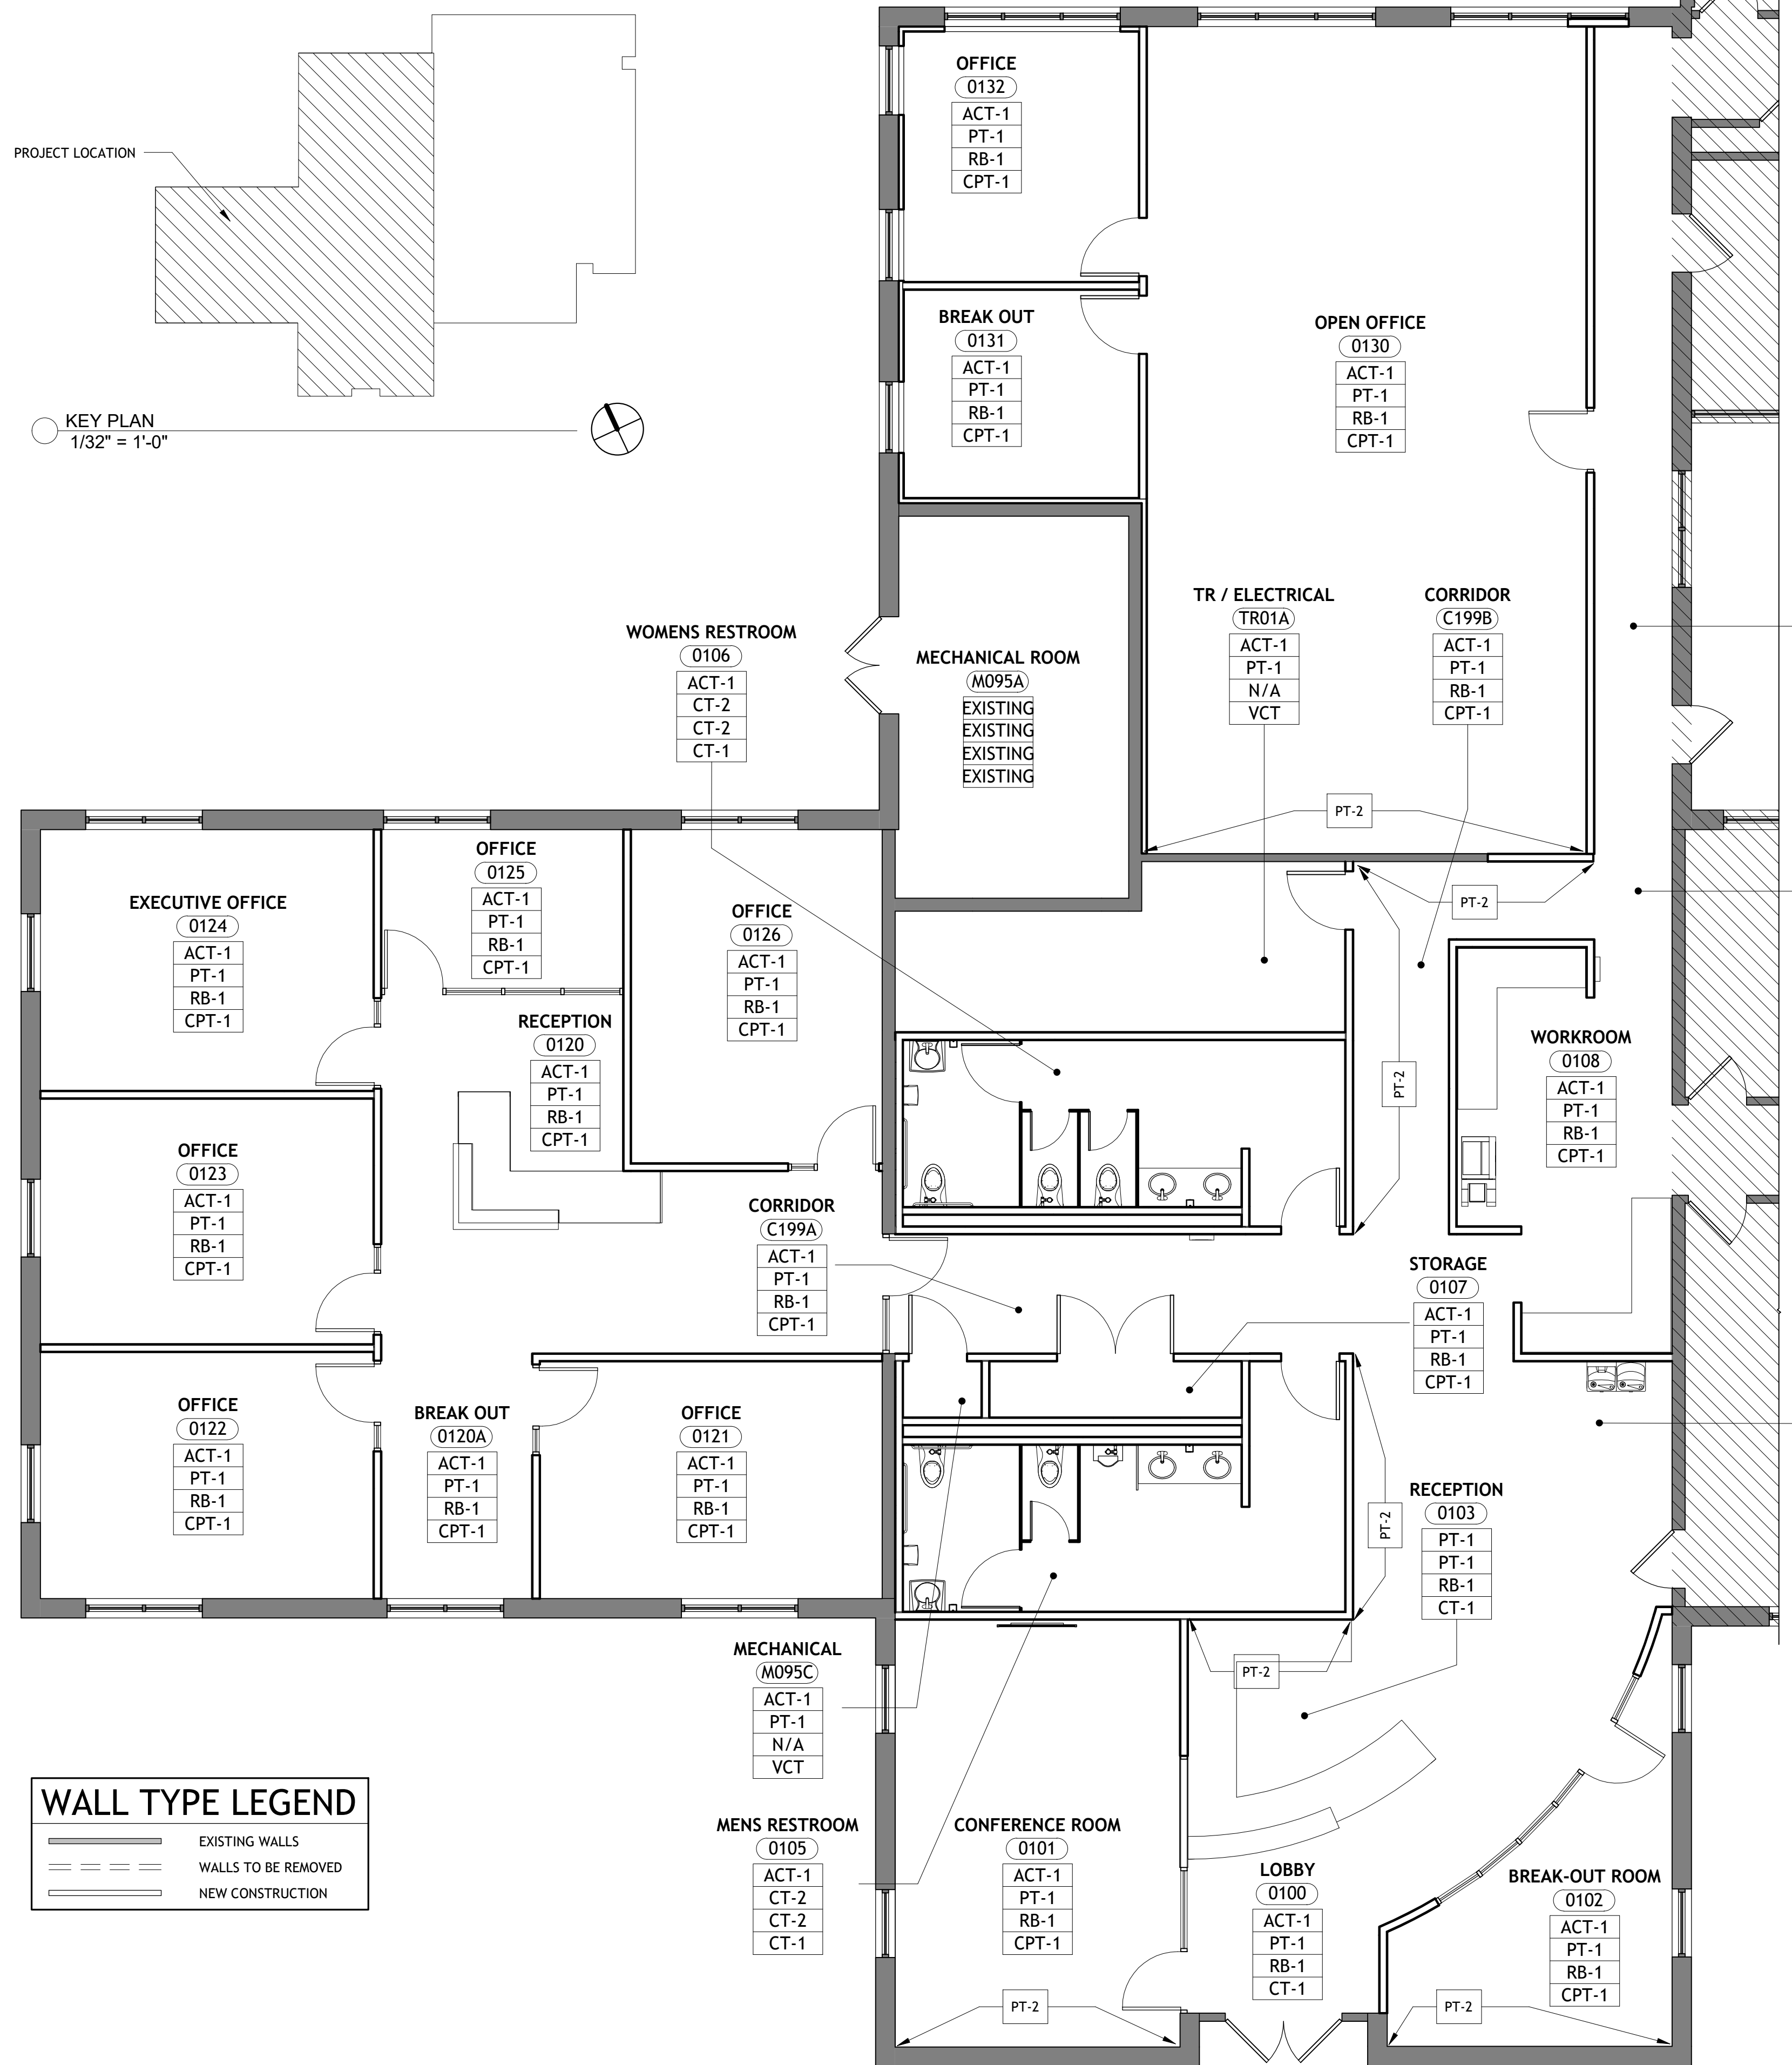 PROJECT LOCATION
KEY PLAN
1/32" = 1'-0"
OFFICE
0132
ACT-1
PT-1
RB-1
CPT-1
BREAK OUT
0131
ACT-1
PT-1
RB-1
CPT-1
OPEN OFFICE
0130
ACT-1
PT-1
RB-1
CPT-1
TR / ELECTRICAL
TR01A
ACT-1
PT-1
N/A
VCT
CORRIDOR
C199B
ACT-1
PT-1
RB-1
CPT-1
WOMENS RESTROOM
0106
ACT-1
CT-2
CT-2
CT-1
MECHANICAL ROOM
M095A
EXISTING
EXISTING
EXISTING
EXISTING
PT-2
PT-2
EXECUTIVE OFFICE
0124
ACT-1
PT-1
RB-1
CPT-1
OFFICE
0125
ACT-1
PT-1
RB-1
CPT-1
OFFICE
0126
ACT-1
PT-1
RB-1
CPT-1
RECEPTION
0120
ACT-1
PT-1
RB-1
CPT-1
WORKROOM
0108
ACT-1
PT-1
RB-1
CPT-1
PT-2
OFFICE
0123
ACT-1
PT-1
RB-1
CPT-1
CORRIDOR
C199A
ACT-1
PT-1
RB-1
CPT-1
STORAGE
0107
ACT-1
PT-1
RB-1
CPT-1
OFFICE
0122
ACT-1
PT-1
RB-1
CPT-1
BREAK OUT
0120A
ACT-1
PT-1
RB-1
CPT-1
OFFICE
0121
ACT-1
PT-1
RB-1
CPT-1
PT-2
RECEPTION
0103
PT-1
PT-1
RB-1
CT-1
MECHANICAL
M095C
ACT-1
PT-1
N/A
VCT
PT-2
WALL TYPE LEGEND
EXISTING WALLS
WALLS TO BE REMOVED
NEW CONSTRUCTION
MENS RESTROOM
0105
ACT-1
CT-2
CT-2
CT-1
CONFERENCE ROOM
0101
ACT-1
PT-1
RB-1
CPT-1
LOBBY
0100
ACT-1
PT-1
RB-1
CT-1
BREAK-OUT ROOM
0102
ACT-1
PT-1
RB-1
CPT-1
PT-2
PT-2